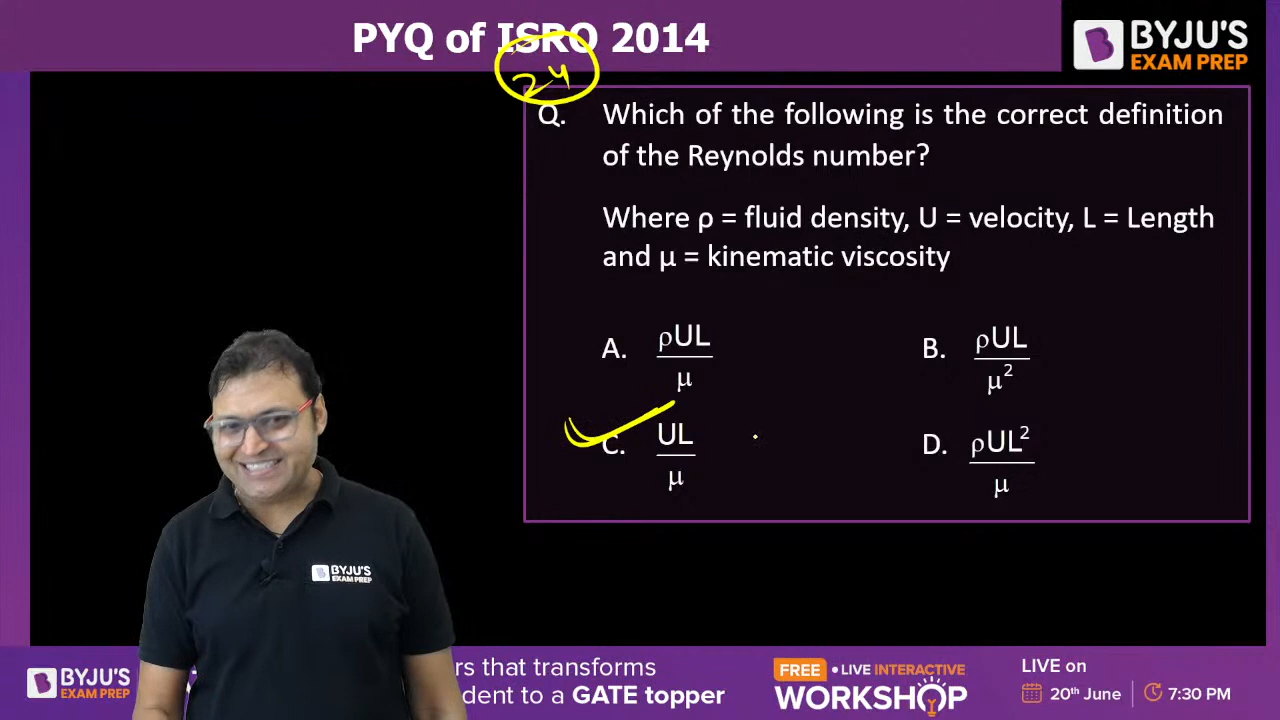 PYQ of ISRO 2014
BYJU'S
EXAM PREP
24
Q. Which of the following is the correct definition
of the Reynolds number?
Where ρ = fluid density, U = velocity, L = Length
and μ = kinematic viscosity
A. ρUL/μ B. ρUL/μ²
C. UL/μ D. ρUL²/μ
BYJU'S
EXAM PREP
BYJU'S
EXAM PREP
rs that transforms
dent to a GATE topper
FREE • LIVE INTERACTIVE
WORKSHOP
LIVE on
20th June 7:30 PM